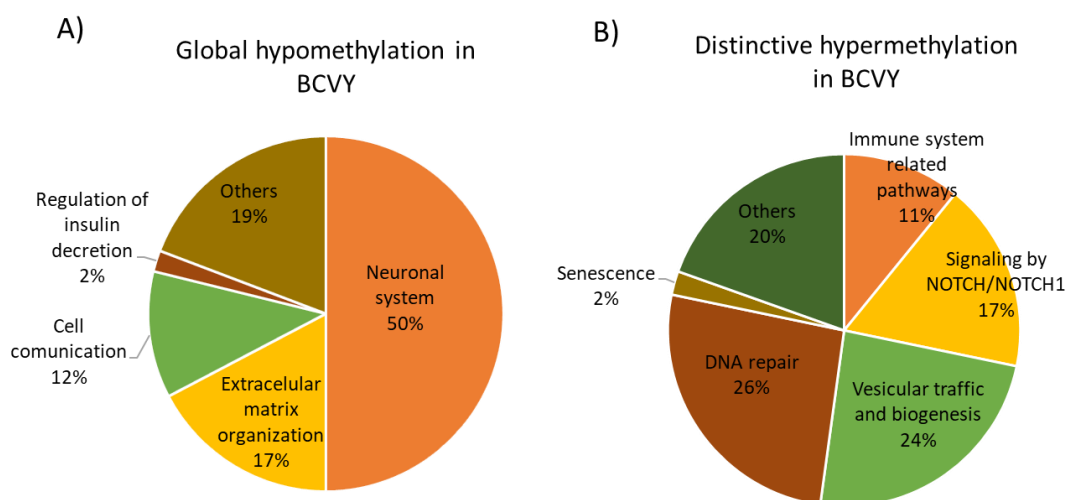 A)
Global hypomethylation in
BCVY
Others
19%
Regulation of
insulin
decretion
2%
Neuronal
system
50%
Cell
comunication
12%
Extracelular
matrix
organization
17%
B)
Distinctive hypermethylation
in BCVY
Immune system
related
pathways
11%
Others
20%
Signaling by
NOTCH/NOTCH1
17%
Senescence
2%
DNA repair
26%
Vesicular traffic
and biogenesis
24%